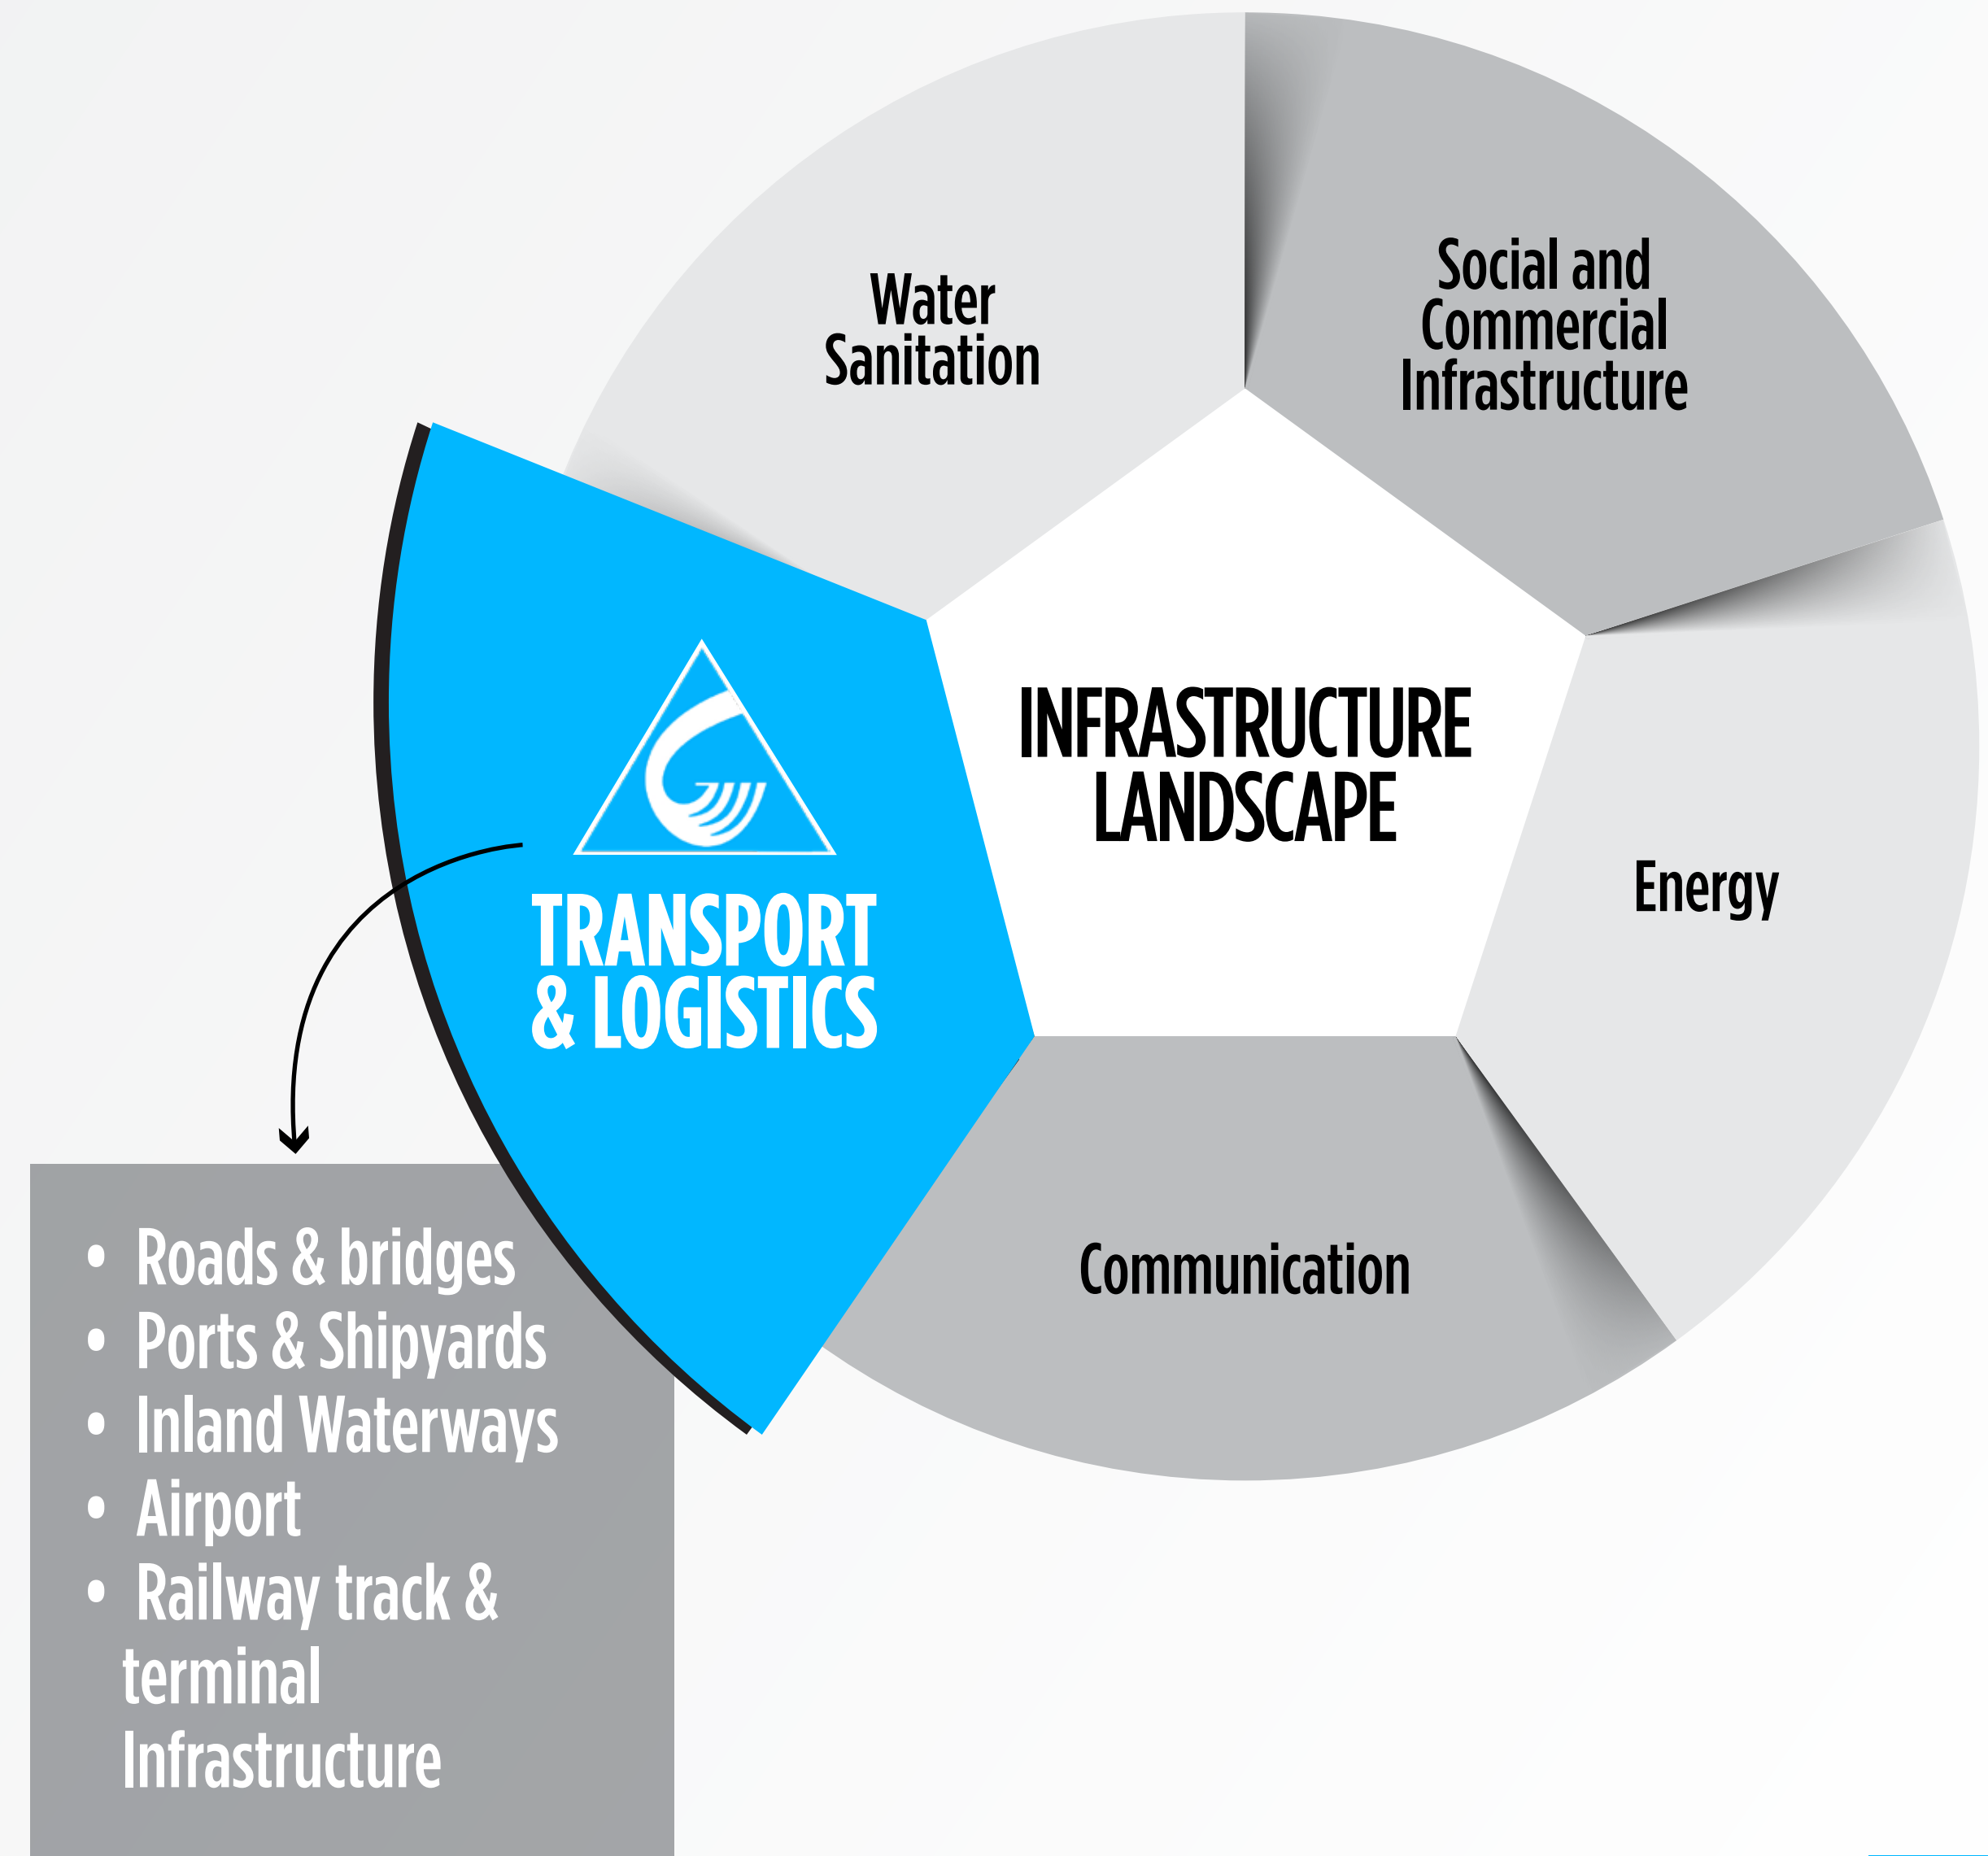 Water
Sanitation
Social and
Commercial
Infrastructure
INFRASTRUCTURE
LANDSCAPE
Energy
TRANSPORT
& LOGISTICS
Communication
• Roads & bridges
• Ports & Shipyards
• Inland Waterways
• Airport
• Railway track &
terminal
Infrastructure